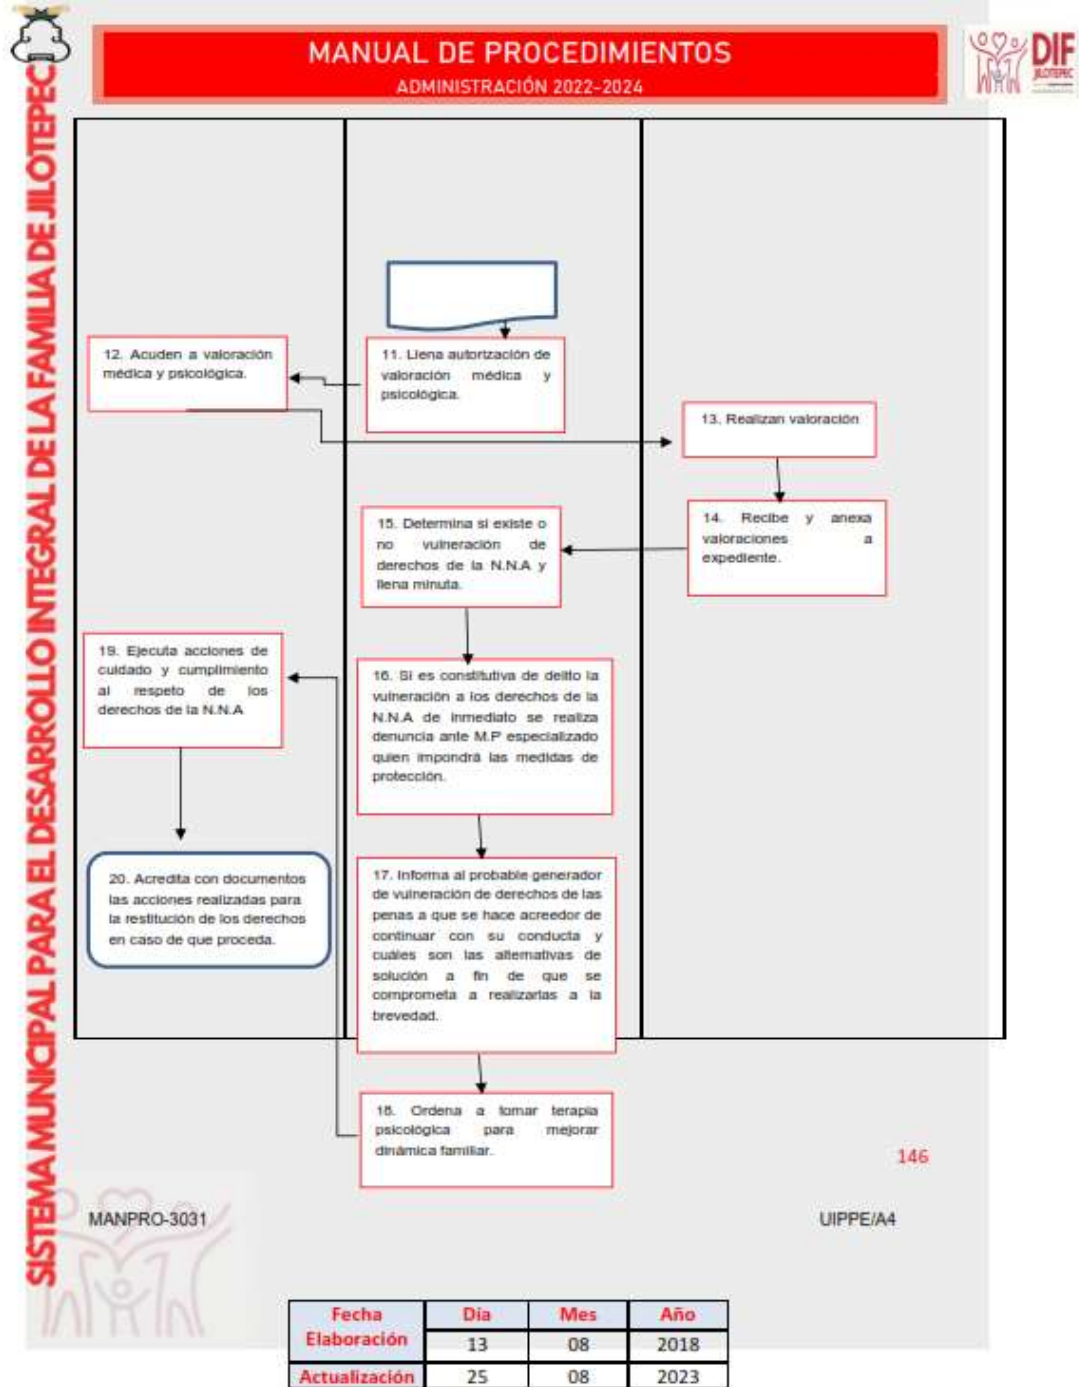 MANUAL DE PROCEDIMIENTOS
ADMINISTRACIÓN 2022-2024
DIF
JILOTEPEC
SISTEMA MUNICIPAL PARA EL DESARROLLO INTEGRAL DE LA FAMILIA DE JILOTEPEC
12. Acuden a valoración
médica y psicológica.
11. Llena autorización de
valoración médica y
psicológica.
13. Realizan valoración
14. Recibe y anexa
valoraciones a
expediente.
15. Determina si existe o
no vulneración de
derechos de la N.N.A y
llena minuta.
19. Ejecuta acciones de
cuidado y cumplimiento
al respeto de los
derechos de la N.N.A
16. Si es constitutiva de delito la
vulneración a los derechos de la
N.N.A de inmediato se realiza
denuncia ante M.P especializado
quien impondrá las medidas de
protección.
20. Acredita con documentos
las acciones realizadas para
la restitución de los derechos
en caso de que proceda.
17. Informa al probable generador
de vulneración de derechos de las
penas a que se hace acreedor de
continuar con su conducta y
cuáles son las alternativas de
solución a fin de que se
comprometa a realizarlas a la
brevedad.
18. Ordena a tomar terapia
psicológica para mejorar
dinámica familiar.
146
MANPRO-3031
UIPPE/A4
Fecha Elaboración Día Mes Año
13 08 2018
Actualización 25 08 2023